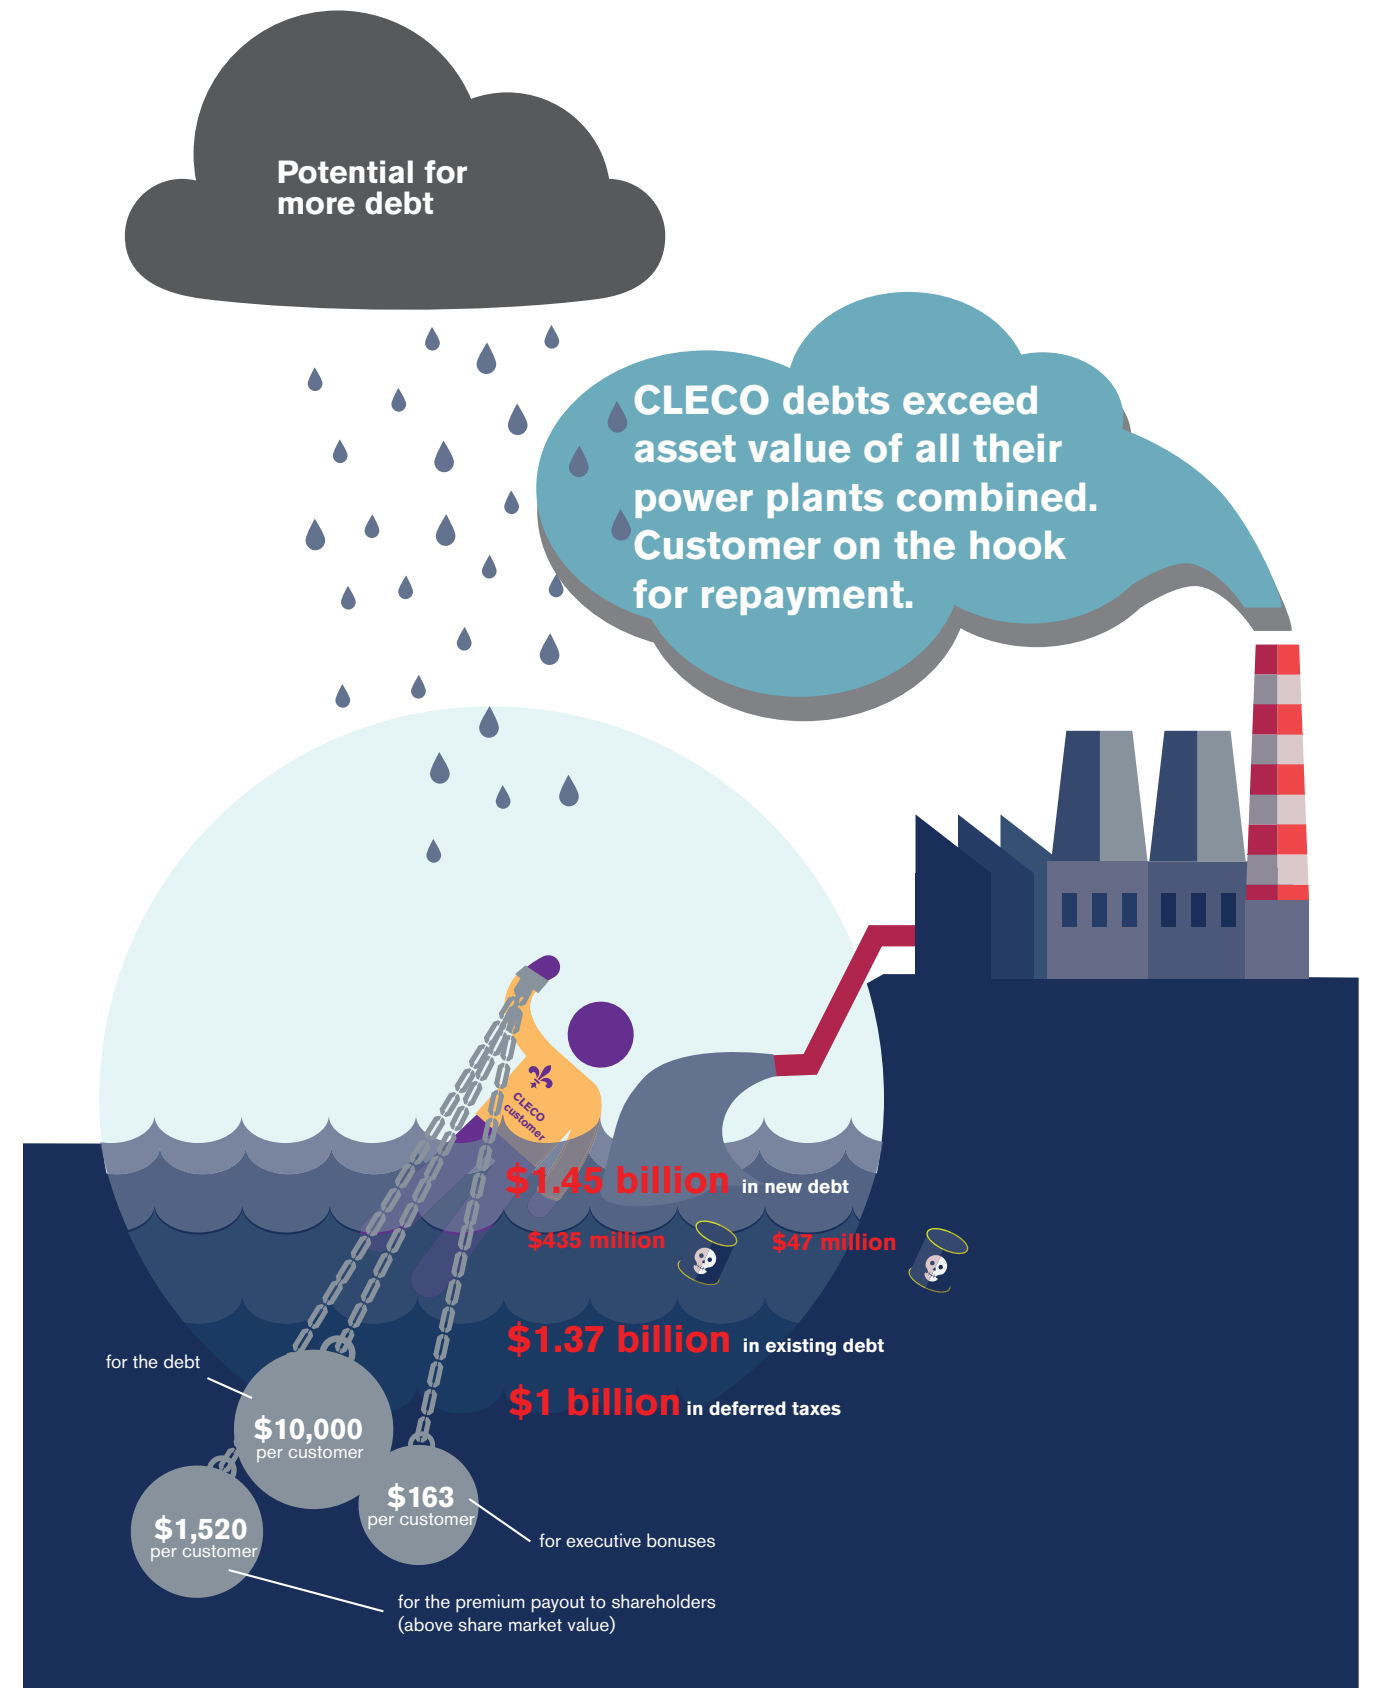 Potential for
more debt
CLECO debts exceed
asset value of all their
power plants combined.
Customer on the hook
for repayment.
CLECO
customer
$1.45 billion in new debt
$435 million
$47 million
$1.37 billion in existing debt
$1 billion in deferred taxes
for the debt
$10,000
per customer
$163
per customer
$1,520
per customer
for executive bonuses
for the premium payout to shareholders
(above share market value)